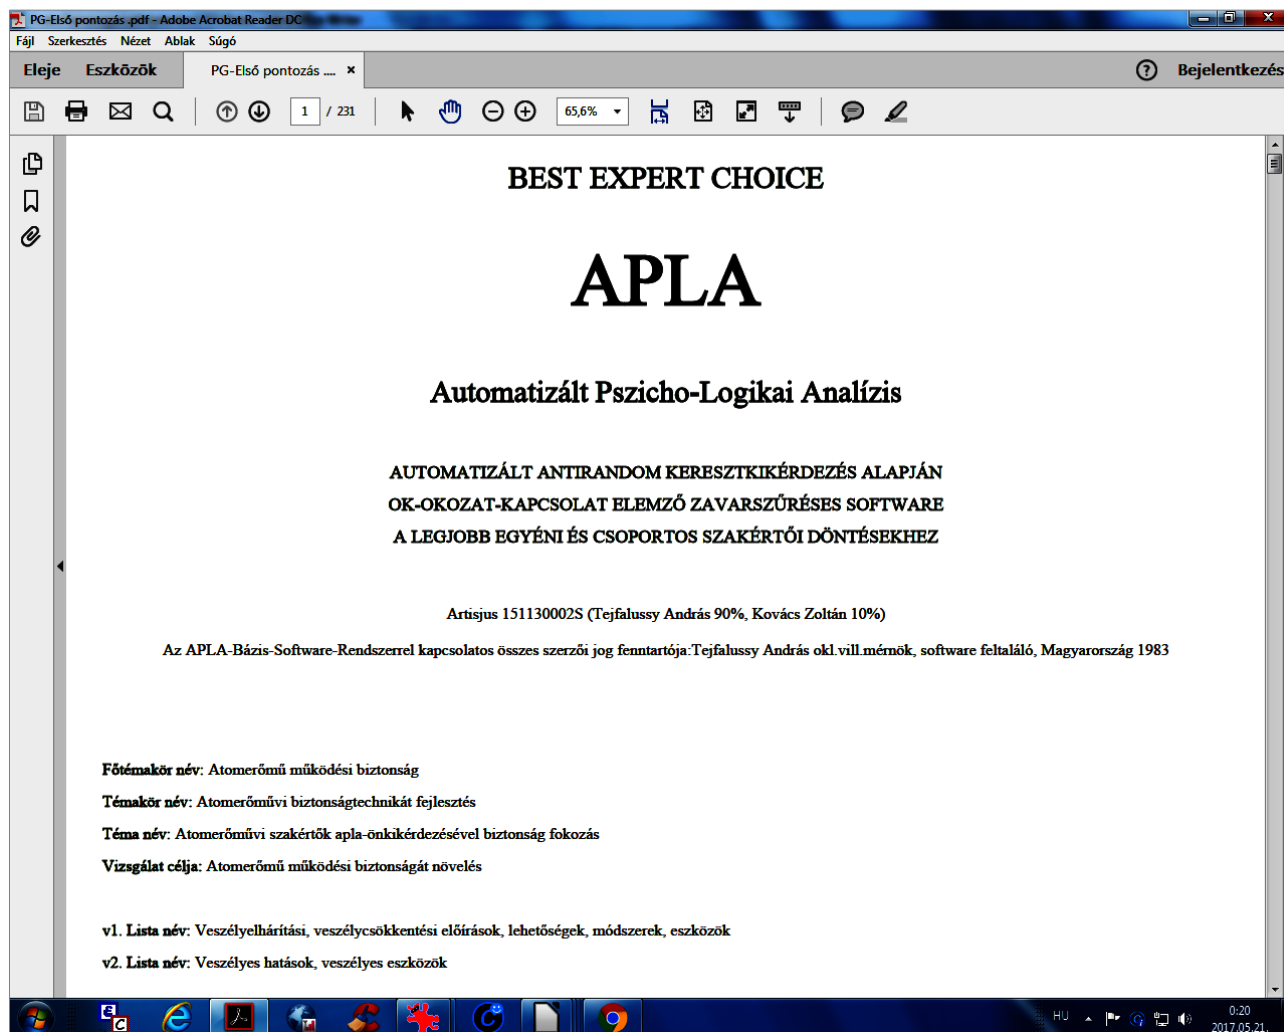 PG-Első pontozás .pdf - Adobe Acrobat Reader DC
Fájl Szerkesztés Nézet Ablak Súgó
Eleje Eszközök PG-Első pontozás .... × Bejelentkezés
1 / 231 65,6%
BEST EXPERT CHOICE
APLA
Automatizált Pszicho-Logikai Analízis
AUTOMATIZÁLT ANTIRANDOM KERESZTKIKÉRDEZÉS ALAPJÁN
OK-OKOZAT-KAPCSOLAT ELEMZŐ ZAVARSZŰRÉSES SOFTWARE
A LEGJOBB EGYÉNI ÉS CSOPORTOS SZAKÉRTŐI DÖNTÉSEKHEZ
Artisjus 151130002S (Tejfalussy András 90%, Kovács Zoltán 10%)
Az APLA-Bázis-Software-Rendszerrel kapcsolatos összes szerzői jog fenntartója:Tejfalussy András okl.vill.mérnök, software feltaláló, Magyarország 1983
Főtémakör név: Atomerőmű működési biztonság
Témakör név: Atomerőművi biztonságtechnikát fejlesztés
Téma név: Atomerőművi szakértők apla-önkikérdezésével biztonság fokozás
Vizsgálat célja: Atomerőmű működési biztonságát növelés
v1. Lista név: Veszélyelhárítási, veszélycsökkentési előírások, lehetőségek, módszerek, eszközök
v2. Lista név: Veszélyes hatások, veszélyes eszközök
HU 0:20
2017.05.21.